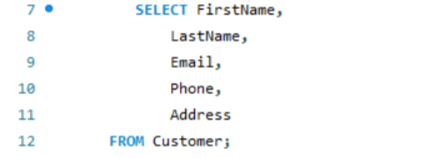 7 SELECT FirstName,
8 LastName,
9 Email,
10 Phone,
11 Address
12 FROM Customer;